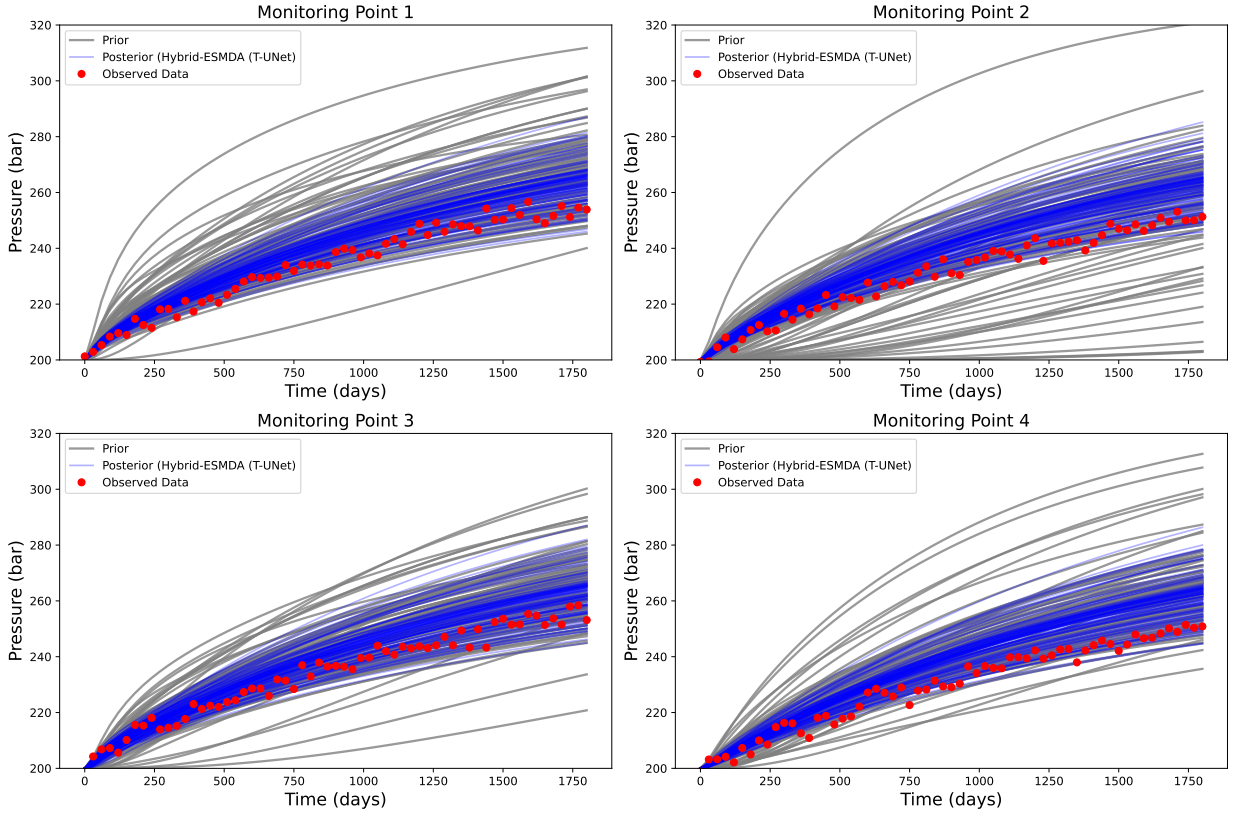 Monitoring Point 1
Prior
Posterior (Hybrid-ESMDA (T-UNet)
Observed Data
Pressure (bar)
320
300
280
260
240
220
200
0 250 500 750 1000 1250 1500 1750
Time (days)
Monitoring Point 2
Prior
Posterior (Hybrid-ESMDA (T-UNet)
Observed Data
Pressure (bar)
320
300
280
260
240
220
200
0 250 500 750 1000 1250 1500 1750
Time (days)
Monitoring Point 3
Prior
Posterior (Hybrid-ESMDA (T-UNet)
Observed Data
Pressure (bar)
320
300
280
260
240
220
200
0 250 500 750 1000 1250 1500 1750
Time (days)
Monitoring Point 4
Prior
Posterior (Hybrid-ESMDA (T-UNet)
Observed Data
Pressure (bar)
320
300
280
260
240
220
200
0 250 500 750 1000 1250 1500 1750
Time (days)